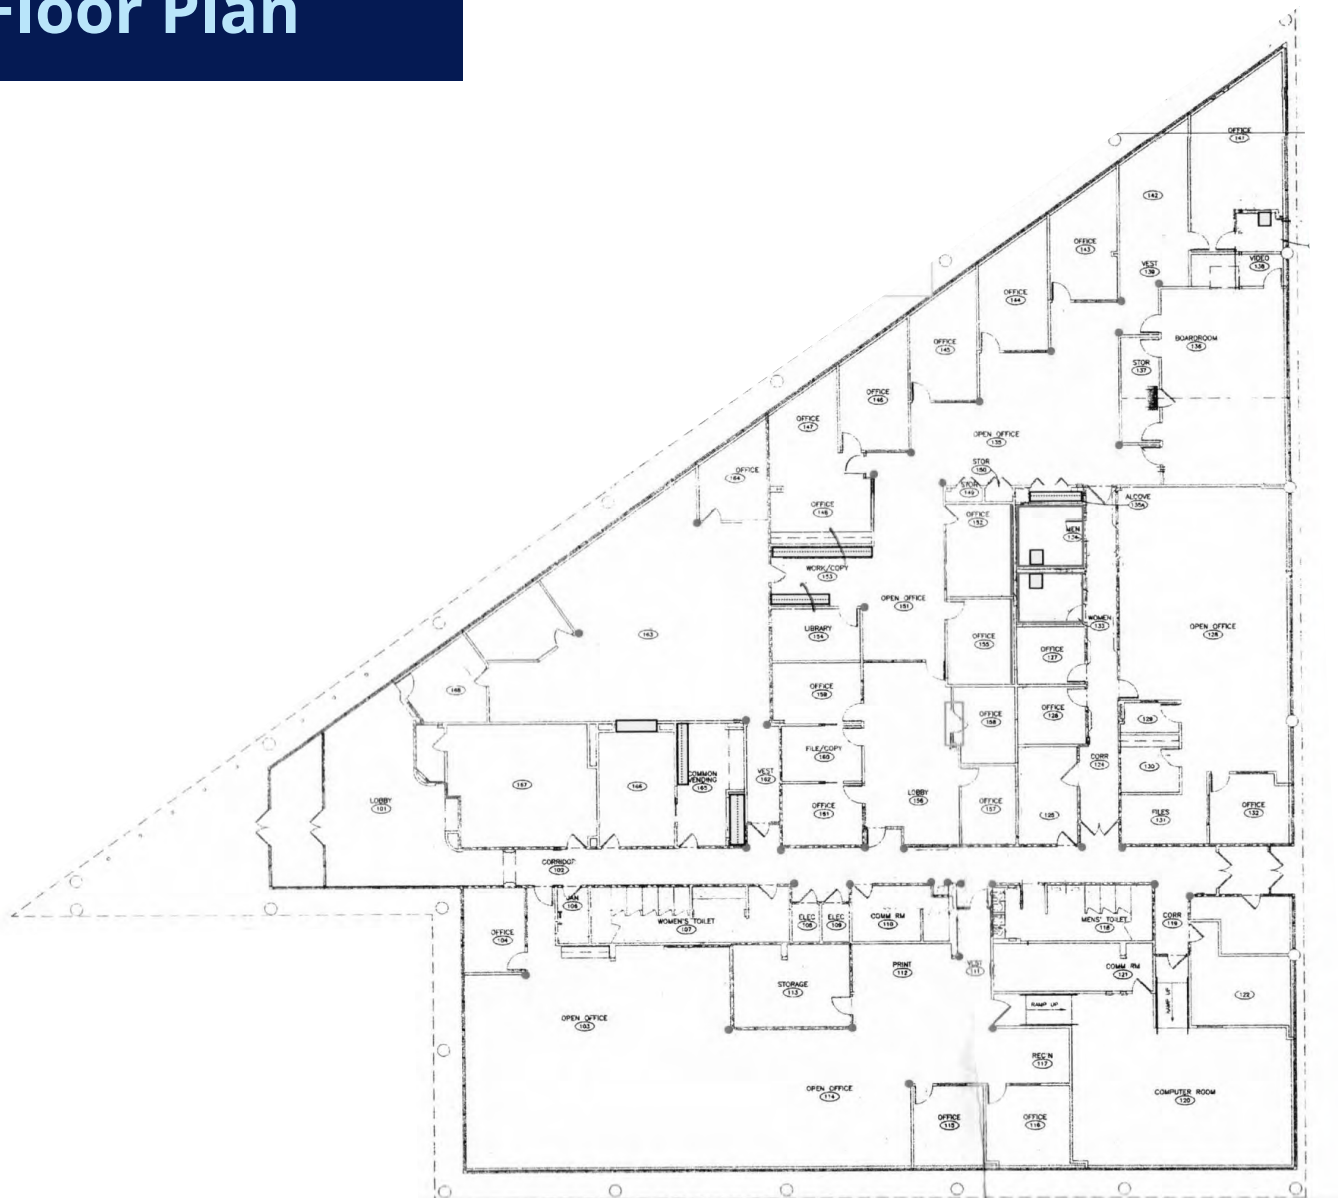 Floor Plan
OFFICE
141
142
OFFICE
143
VEST
139
VIDEO
138
OFFICE
144
BOARDROOM
136
OFFICE
145
STOR
137
OFFICE
146
OFFICE
147
OPEN OFFICE
135
STOR
150
OFFICE
164
STOR
149
ALCOVE
135A
OFFICE
148
OFFICE
152
MEN
134
WORK/COPY
153
OPEN OFFICE
151
WOMEN
133
OPEN OFFICE
128
LIBRARY
154
163
OFFICE
155
OFFICE
127
OFFICE
159
168
OFFICE
158
OFFICE
126
129
FILE/COPY
160
CORR
124
130
VEST
162
COMMON
VENDING
165
167
166
LOBBY
101
LOBBY
156
OFFICE
157
OFFICE
161
125
FILES
131
OFFICE
132
CORRIDOR
102
JAN
106
OFFICE
104
WOMEN'S TOILET
107
ELEC
108
ELEC
109
COMM RM
110
MENS' TOILET
118
CORR
119
PRINT
112
VEST
111
COMM RM
121
STORAGE
113
122
RAMP UP
RAMP UP
OPEN OFFICE
103
REC'N
117
OPEN OFFICE
114
COMPUTER ROOM
120
OFFICE
115
OFFICE
116